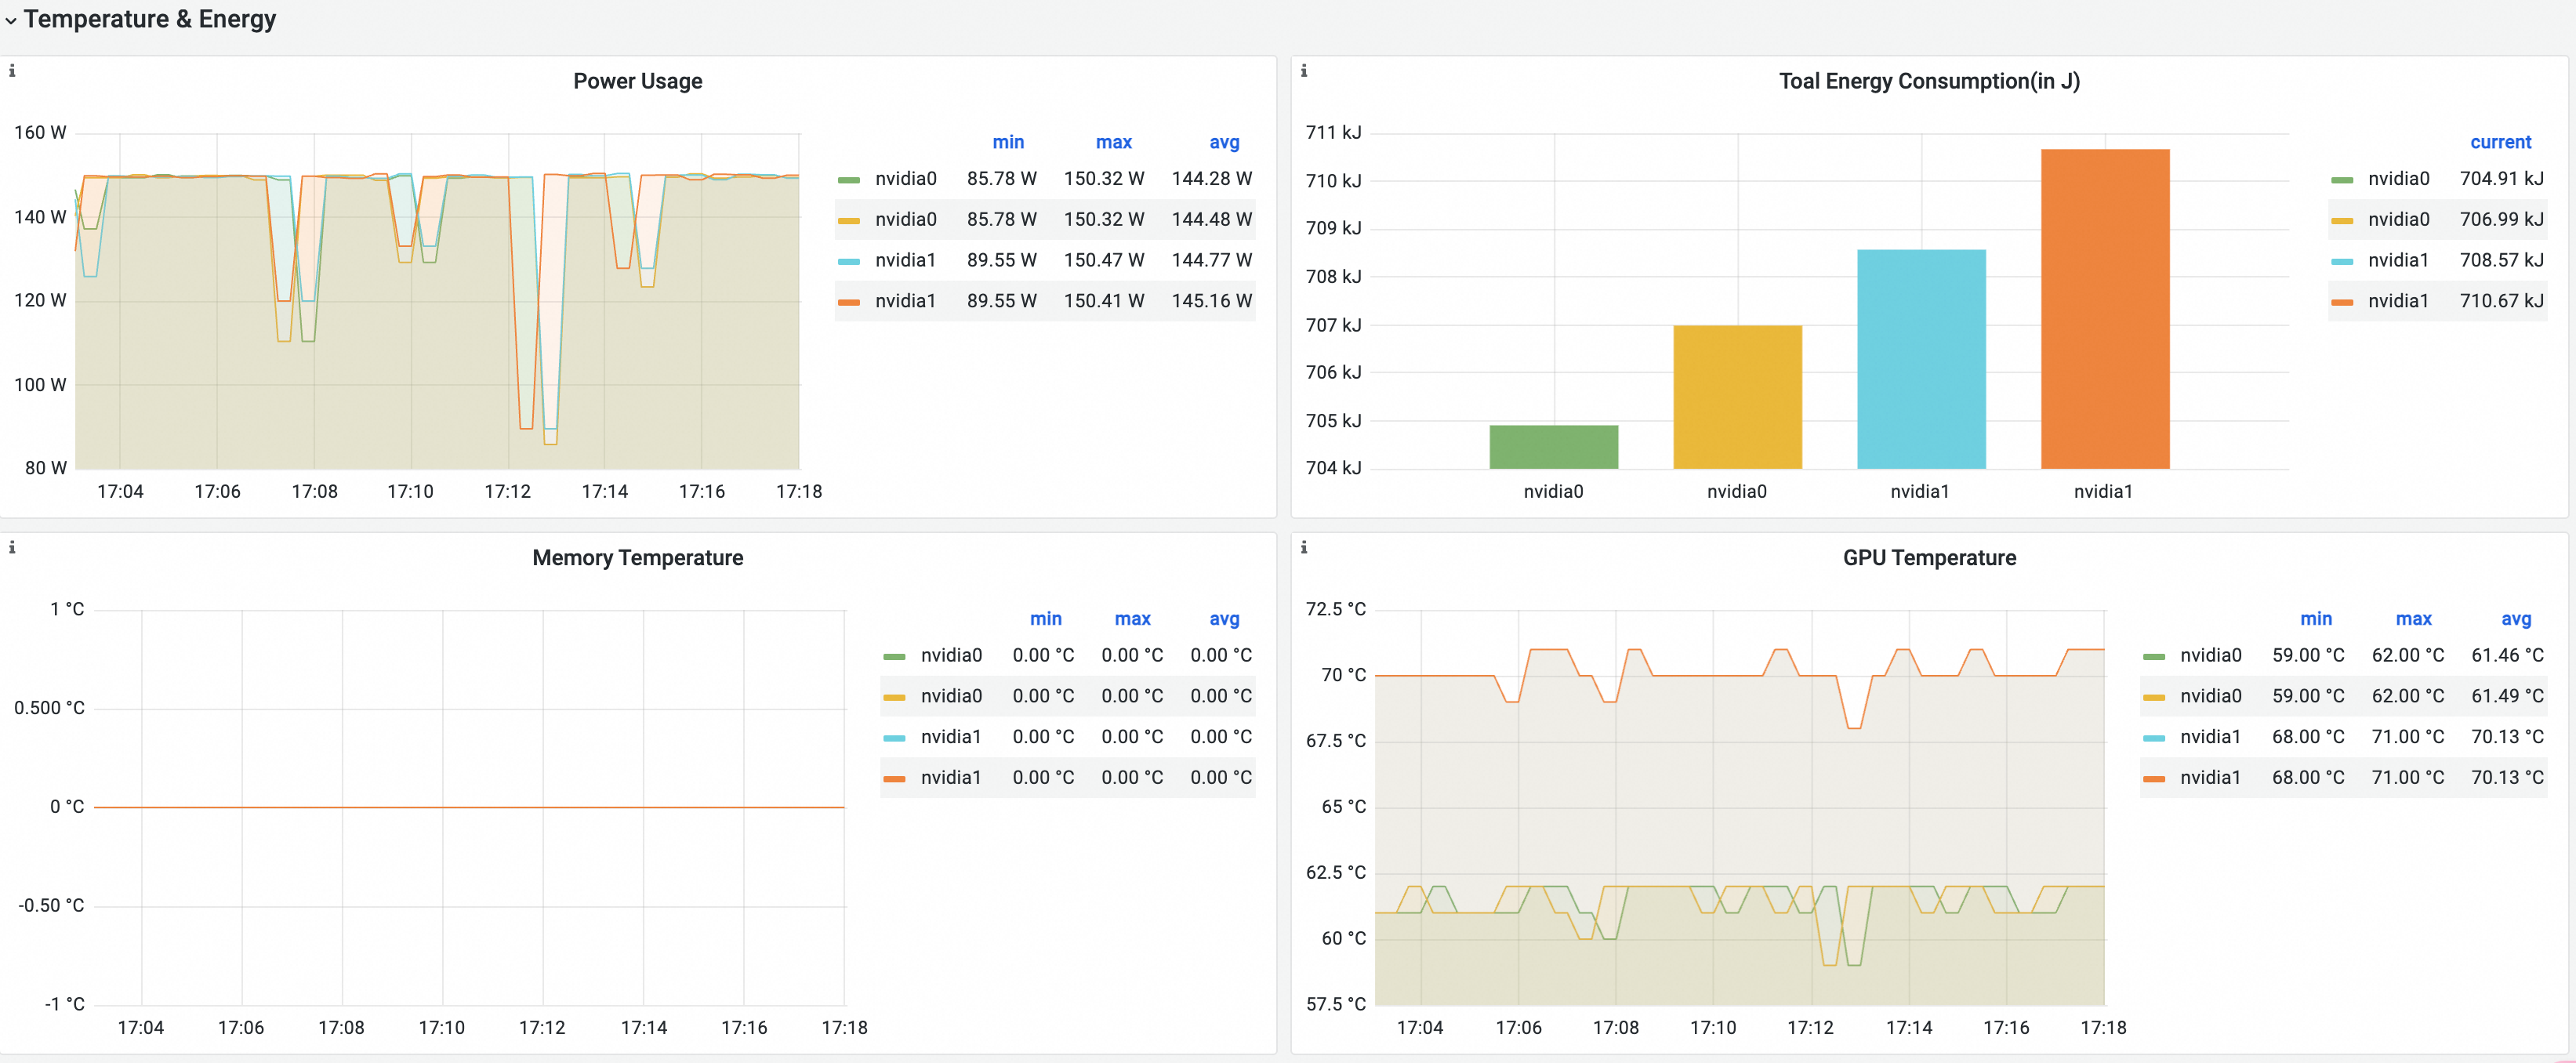 Temperature & Energy
Power Usage
160 W
140 W
120 W
100 W
80 W
17:04 17:06 17:08 17:10 17:12 17:14 17:16 17:18
min max avg
nvidia0 85.78 W 150.32 W 144.28 W
nvidia0 85.78 W 150.32 W 144.48 W
nvidia1 89.55 W 150.47 W 144.77 W
nvidia1 89.55 W 150.41 W 145.16 W
Toal Energy Consumption(in J)
711 kJ
710 kJ
709 kJ
708 kJ
707 kJ
706 kJ
705 kJ
704 kJ
nvidia0 nvidia0 nvidia1 nvidia1
current
nvidia0 704.91 kJ
nvidia0 706.99 kJ
nvidia1 708.57 kJ
nvidia1 710.67 kJ
Memory Temperature
1 °C
0.500 °C
0 °C
-0.50 °C
-1 °C
17:04 17:06 17:08 17:10 17:12 17:14 17:16 17:18
min max avg
nvidia0 0.00 °C 0.00 °C 0.00 °C
nvidia0 0.00 °C 0.00 °C 0.00 °C
nvidia1 0.00 °C 0.00 °C 0.00 °C
nvidia1 0.00 °C 0.00 °C 0.00 °C
GPU Temperature
72.5 °C
70 °C
67.5 °C
65 °C
62.5 °C
60 °C
57.5 °C
17:04 17:06 17:08 17:10 17:12 17:14 17:16 17:18
min max avg
nvidia0 59.00 °C 62.00 °C 61.46 °C
nvidia0 59.00 °C 62.00 °C 61.49 °C
nvidia1 68.00 °C 71.00 °C 70.13 °C
nvidia1 68.00 °C 71.00 °C 70.13 °C